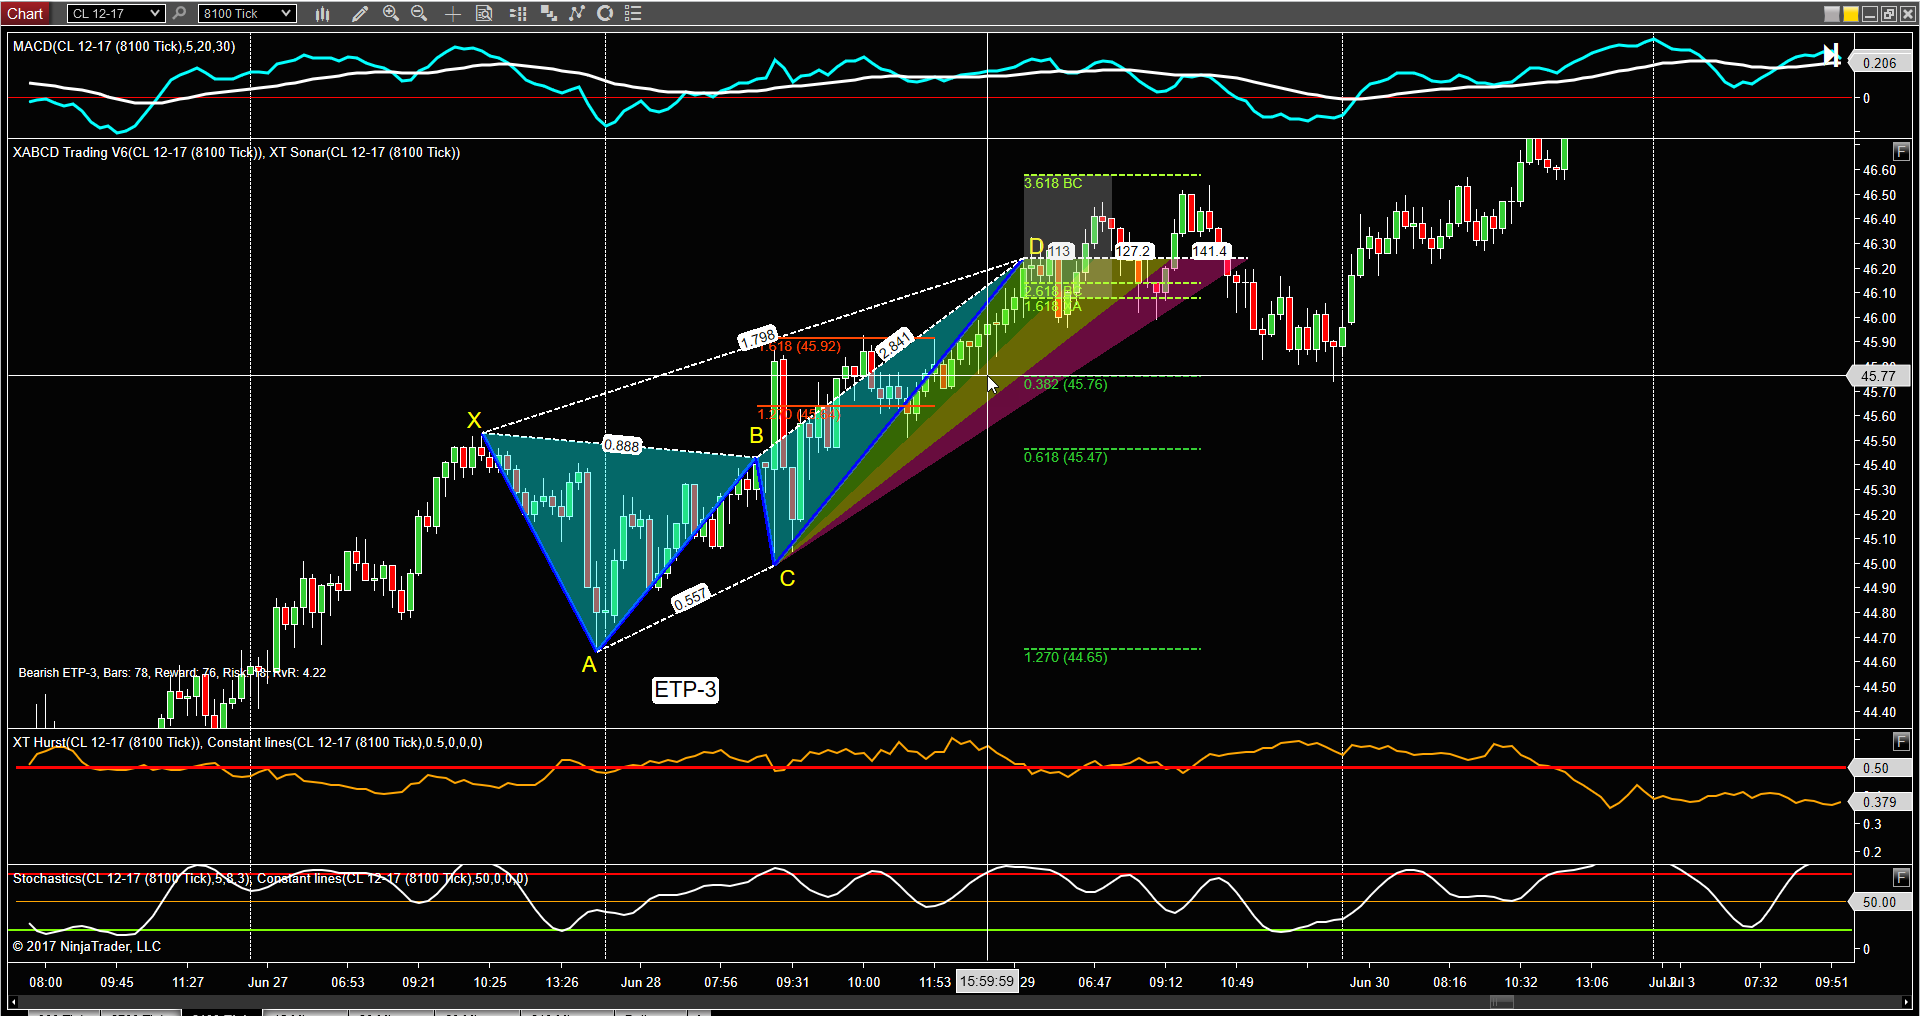 Chart CL 12-17 8100 Tick
MACD(CL 12-17 (8100 Tick),5,20,30)
0.206
0
XABCD Trading V6(CL 12-17 (8100 Tick)), XT Sonar(CL 12-17 (8100 Tick))
F
46.60
46.50
46.40
46.30
46.20
46.10
46.00
45.90
45.77
45.70
45.60
45.50
45.40
45.30
45.20
45.10
45.00
44.90
44.80
44.70
44.60
44.50
44.40
3.618 BC
D 113 127.2 141.4
2.618 BC
1.618 XA
1.798
1.618 (45.92)
2.841
0.382 (45.76)
X
B
0.888
0.618 (45.47)
C
0.557
A
1.270 (44.65)
Bearish ETP-3, Bars: 78, Reward: 76, Risk: 18, RvR: 4.22
ETP-3
XT Hurst(CL 12-17 (8100 Tick)), Constant lines(CL 12-17 (8100 Tick),0.5,0,0,0)
F
0.50
0.379
0.3
0.2
Stochastics(CL 12-17 (8100 Tick),5,8,3), Constant lines(CL 12-17 (8100 Tick),50,0,0,0)
F
50.00
0
© 2017 NinjaTrader, LLC
08:00 09:45 11:27 Jun 27 06:53 09:21 10:25 13:26 Jun 28 07:56 09:31 10:00 11:53 15:59:59 29 06:47 09:12 10:49 Jun 30 08:16 10:32 13:06 07:32 09:51